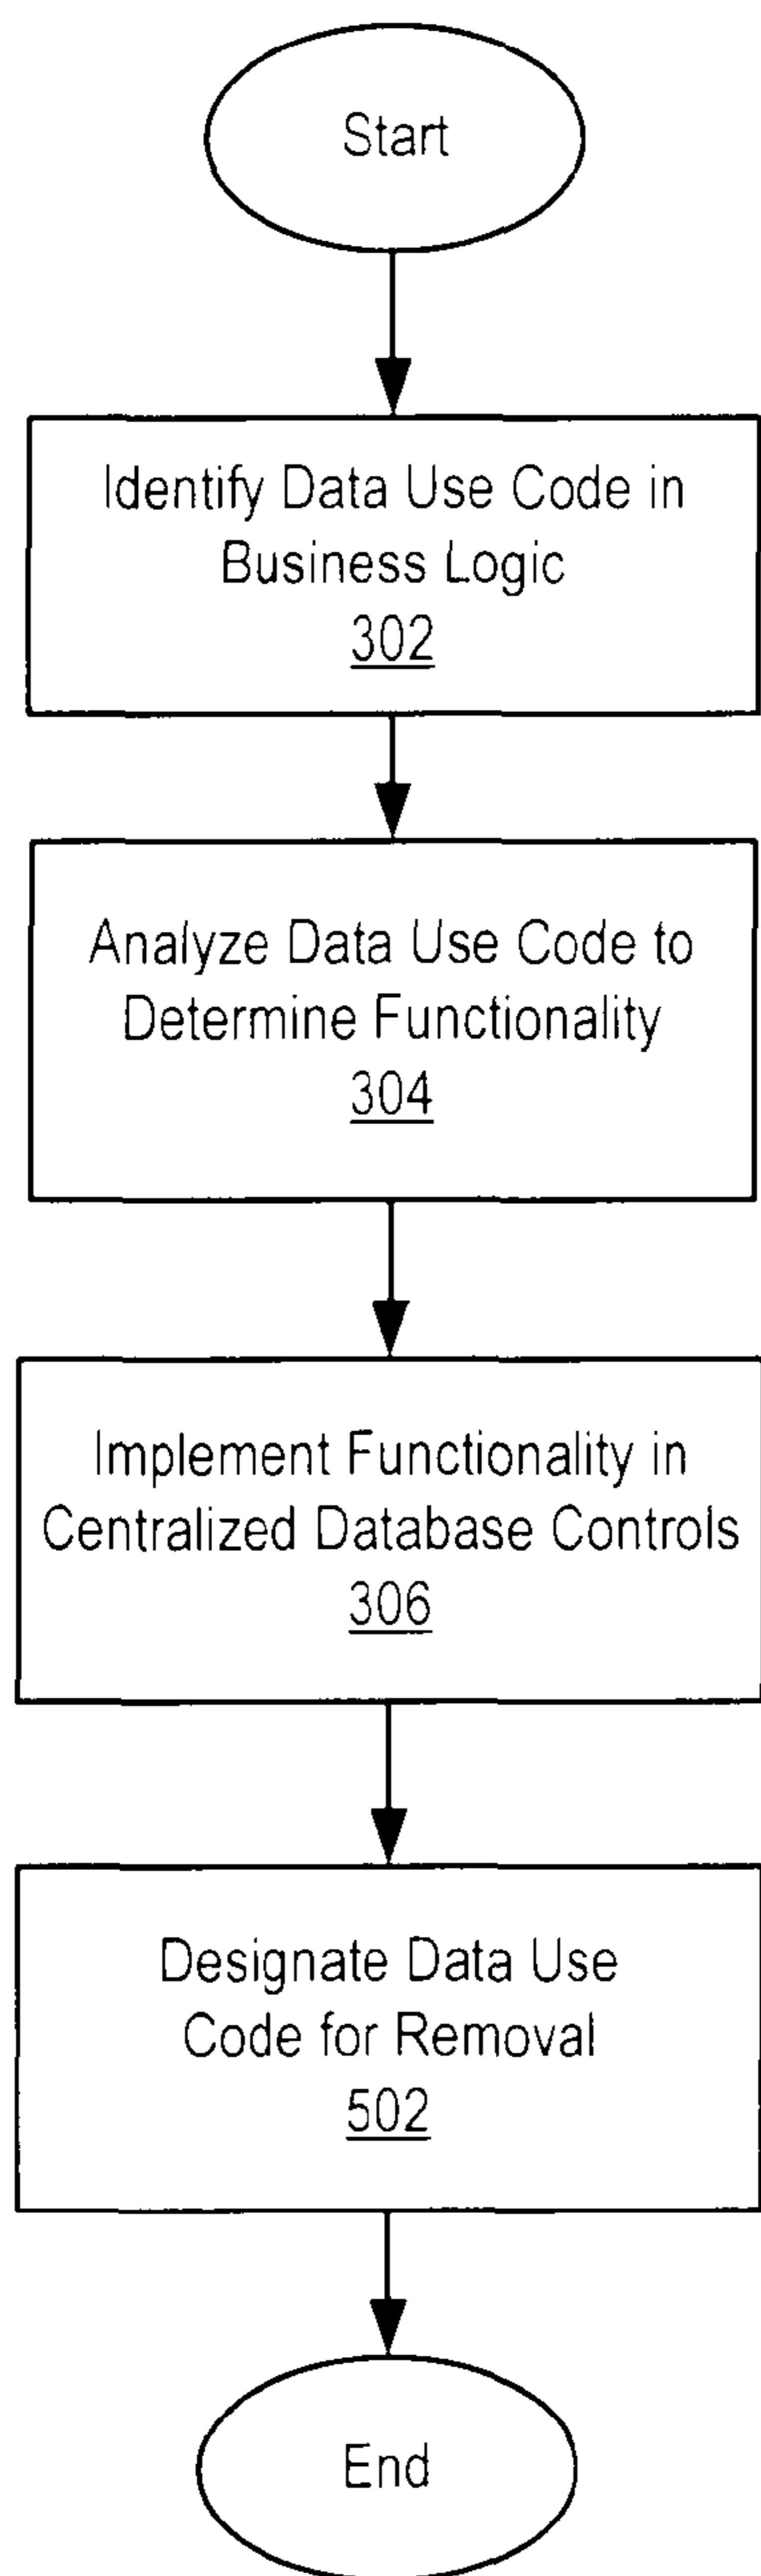 Start
Identify Data Use Code in
Business Logic
302
Analyze Data Use Code to
Determine Functionality
304
Implement Functionality in
Centralized Database Controls
306
Designate Data Use
Code for Removal
502
End